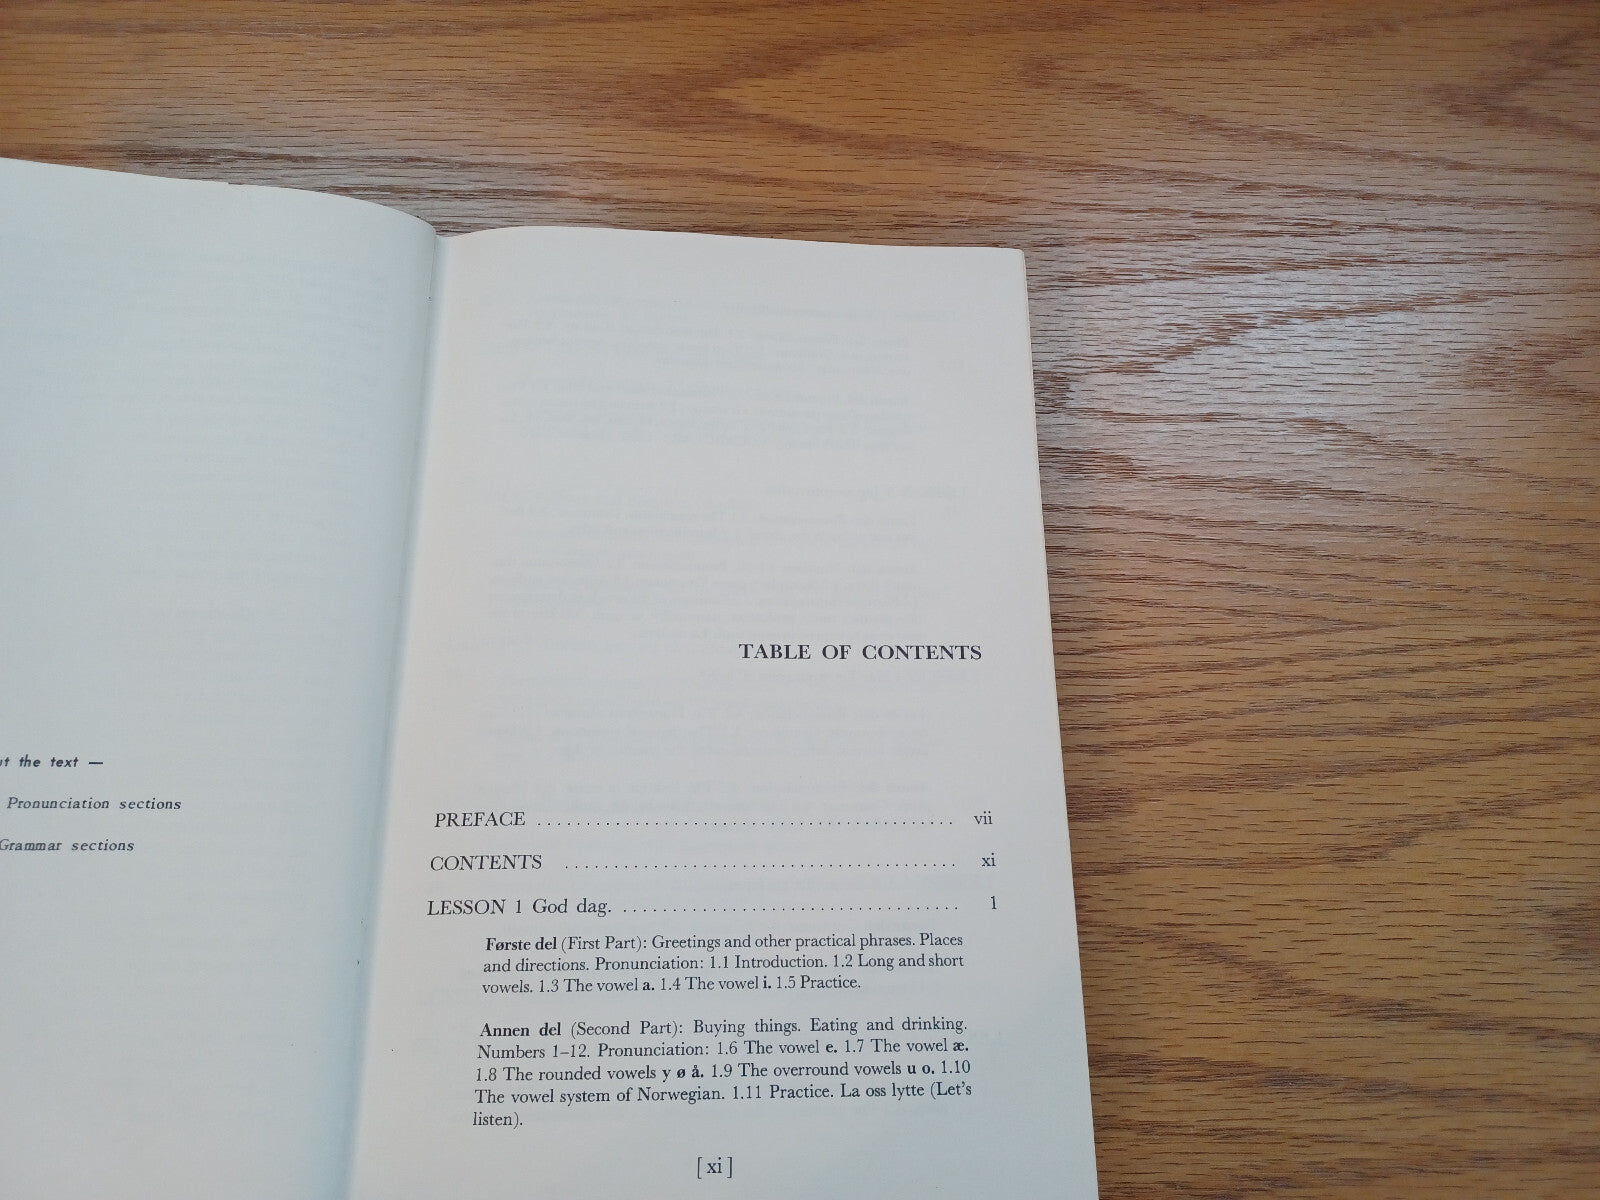 the text —
Pronunciation sections
Grammar sections
TABLE OF CONTENTS
PREFACE ........................................ vii
CONTENTS ........................................ xi
LESSON 1 God dag. .................................. 1
Første del (First Part): Greetings and other practical phrases. Places
and directions. Pronunciation: 1.1 Introduction. 1.2 Long and short
vowels. 1.3 The vowel a. 1.4 The vowel i. 1.5 Practice.
Annen del (Second Part): Buying things. Eating and drinking.
Numbers 1–12. Pronunciation: 1.6 The vowel e. 1.7 The vowel æ.
1.8 The rounded vowels y ø å. 1.9 The overround vowels u o. 1.10
The vowel system of Norwegian. 1.11 Practice. La oss lytte (Let's
listen).
[ xi ]